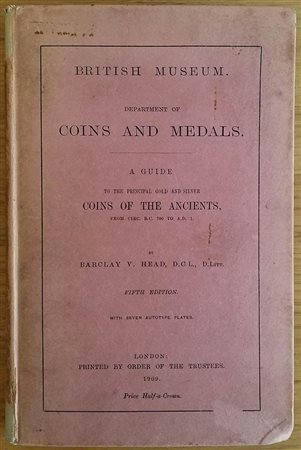 BRITISH MUSEUM.
DEPARTMENT OF
COINS AND MEDALS.
A GUIDE
TO THE PRINCIPAL GOLD AND SILVER
COINS OF THE ANCIENTS,
FROM CIRC. B.C. 700 TO A.D. 1.
BY
BARCLAY V. HEAD, D.C.L., D.LITT.
FIFTH EDITION.
WITH SEVEN AUTOTYPE PLATES.
LONDON:
PRINTED BY ORDER OF THE TRUSTEES.
1909.
Price Half-a-Crown.